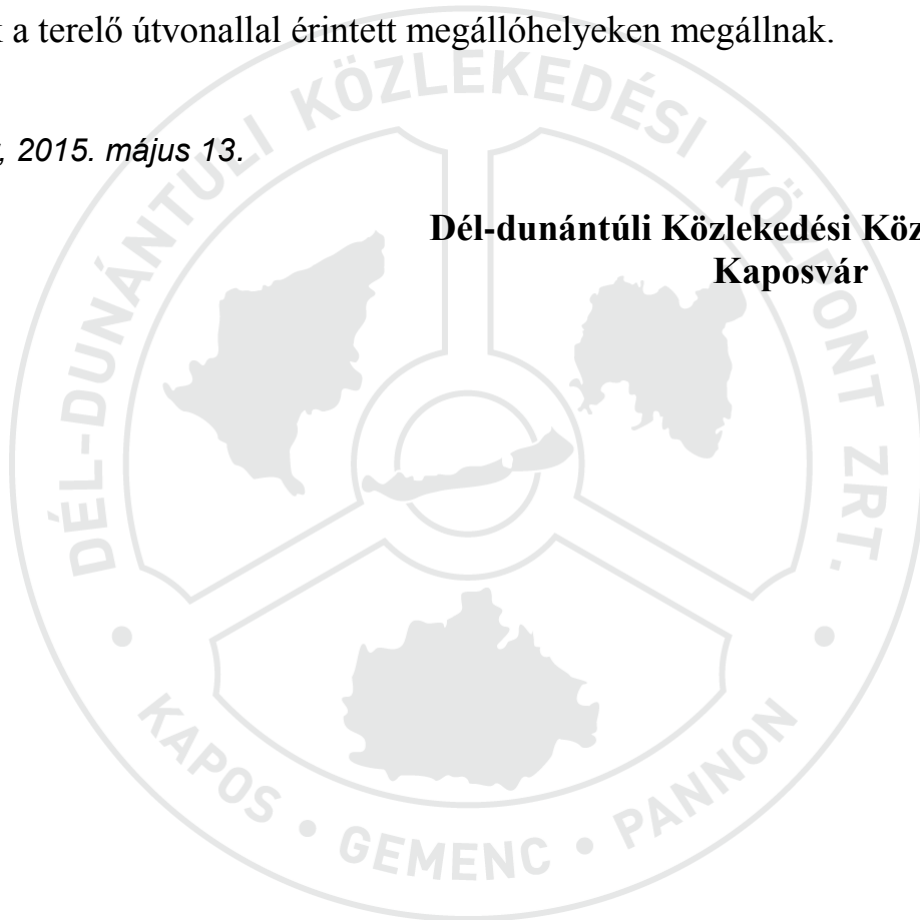 a terelő útvonallal érintett megállóhelyeken megállnak.
, 2015. május 13.
Dél-dunántúli Közlekedési Köz
Kaposvár
DÉL-DUNÁNTÚLI KÖZLEKEDÉSI KÖZPONT ZRT.
KAPOS • GEMENC • PANNON